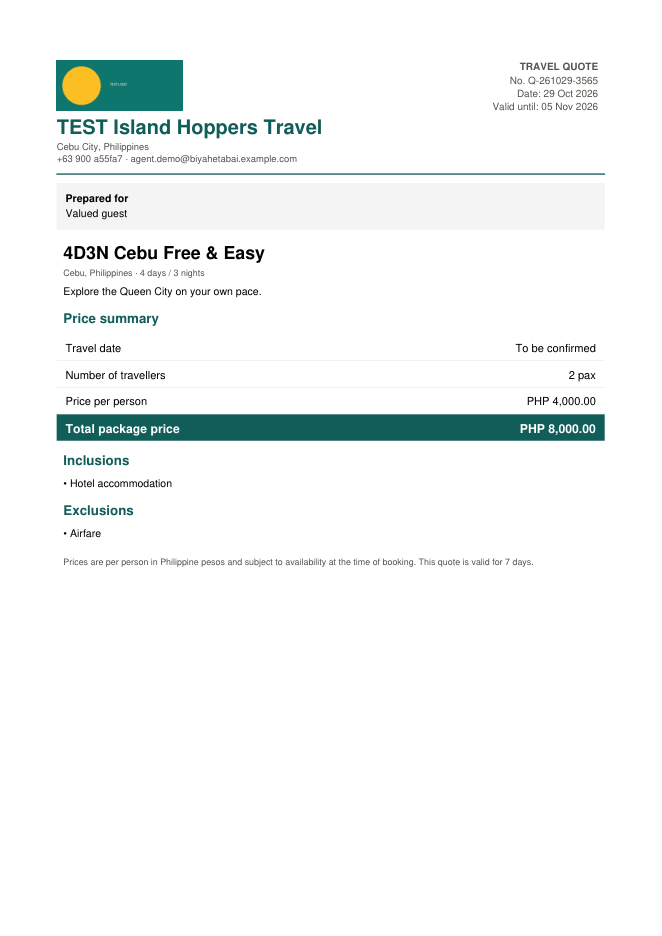 TEST LOGO
TRAVEL QUOTE
No. Q-261029-3565
Date: 29 Oct 2026
Valid until: 05 Nov 2026
TEST Island Hoppers Travel
Cebu City, Philippines
+63 900 a55fa7 · agent.demo@biyahetabai.example.com
Prepared for
Valued guest
4D3N Cebu Free & Easy
Cebu, Philippines · 4 days / 3 nights
Explore the Queen City on your own pace.
Price summary
Travel date To be confirmed
Number of travellers 2 pax
Price per person PHP 4,000.00
Total package price PHP 8,000.00
Inclusions
• Hotel accommodation
Exclusions
• Airfare
Prices are per person in Philippine pesos and subject to availability at the time of booking. This quote is valid for 7 days.